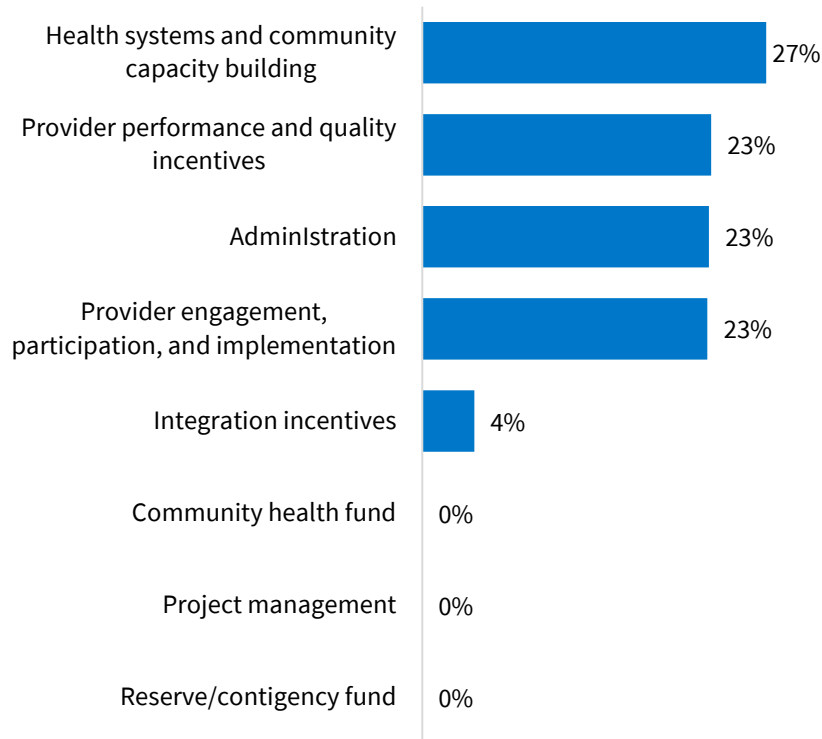 Health systems and community
capacity building
27%
Provider performance and quality
incentives
23%
AdminIstration
23%
Provider engagement,
participation, and implementation
23%
Integration incentives
4%
Community health fund
0%
Project management
0%
Reserve/contigency fund
0%